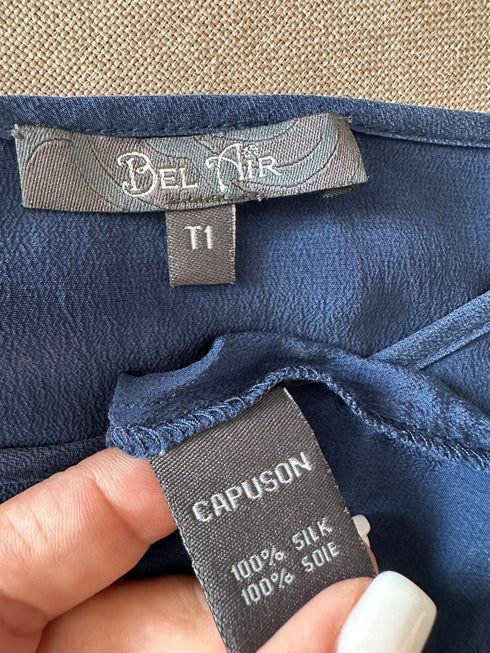 BEL AIR
T1
CAPUSON
100% SILK
100% SOIE